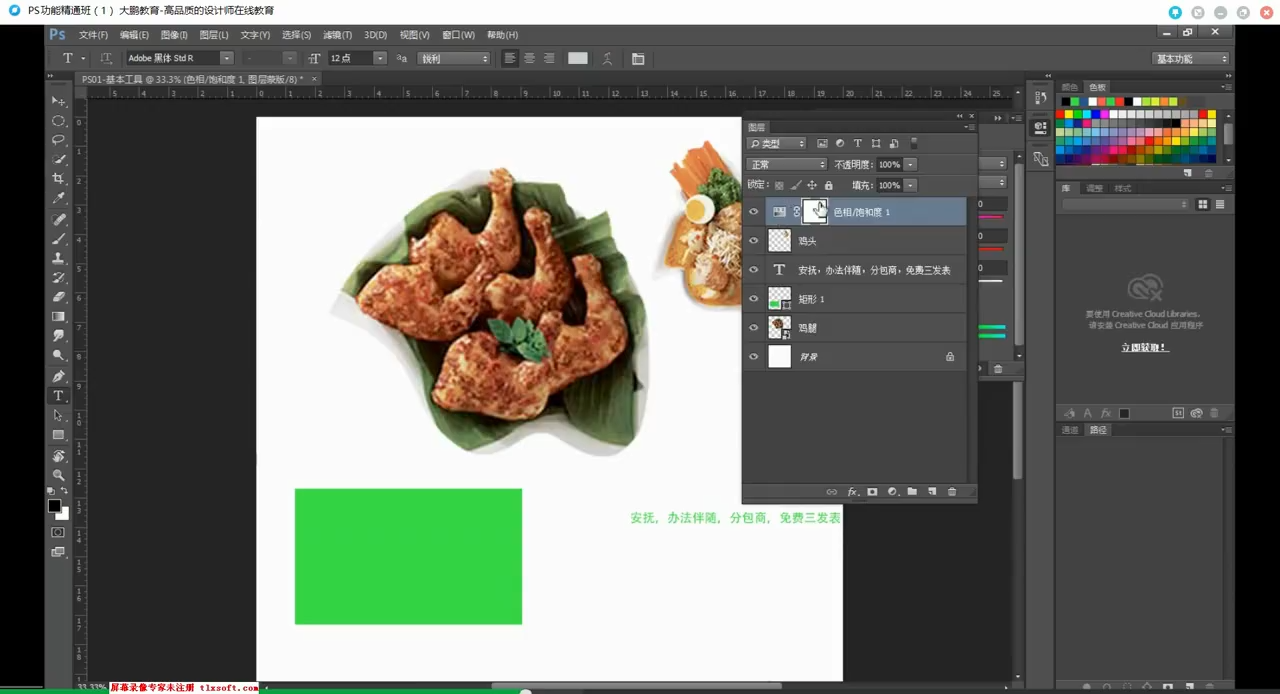 PS功能精通班（1）大鹏教育-高品质的设计师在线教育
Ps 文件(F) 编辑(E) 图像(I) 图层(L) 文字(Y) 选择(S) 滤镜(T) 3D(D) 视图(V) 窗口(W) 帮助(H)
T Adobe 黑体 Std R 12 点 aa 锐利 基本功能
PS01-基本工具 @ 33.3% (色相/饱和度 1, 图层蒙版/8) * ×
颜色 色板
图层
类型
正常 不透明度: 100%
锁定: 填充: 100%
色相/饱和度 1
鸡头
T 安抚，办法伴随，分包商，免费三发表
矩形 1
鸡腿
背景
库 调整 样式
要使用 Creative Cloud Libraries,
请安装 Creative Cloud 应用程序
立即获取!
通道 路径
安抚，办法伴随，分包商，免费三发表
33.33%
屏幕录像专家未注册 tlxsoft.com